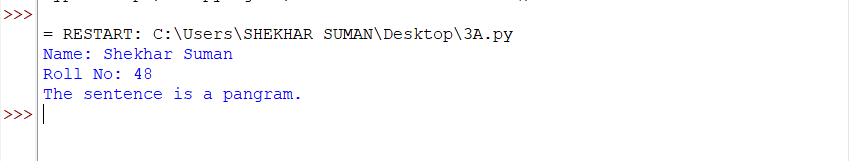 >>>
= RESTART: C:\Users\SHEKHAR SUMAN\Desktop\3A.py
Name: Shekhar Suman
Roll No: 48
The sentence is a pangram.
>>>